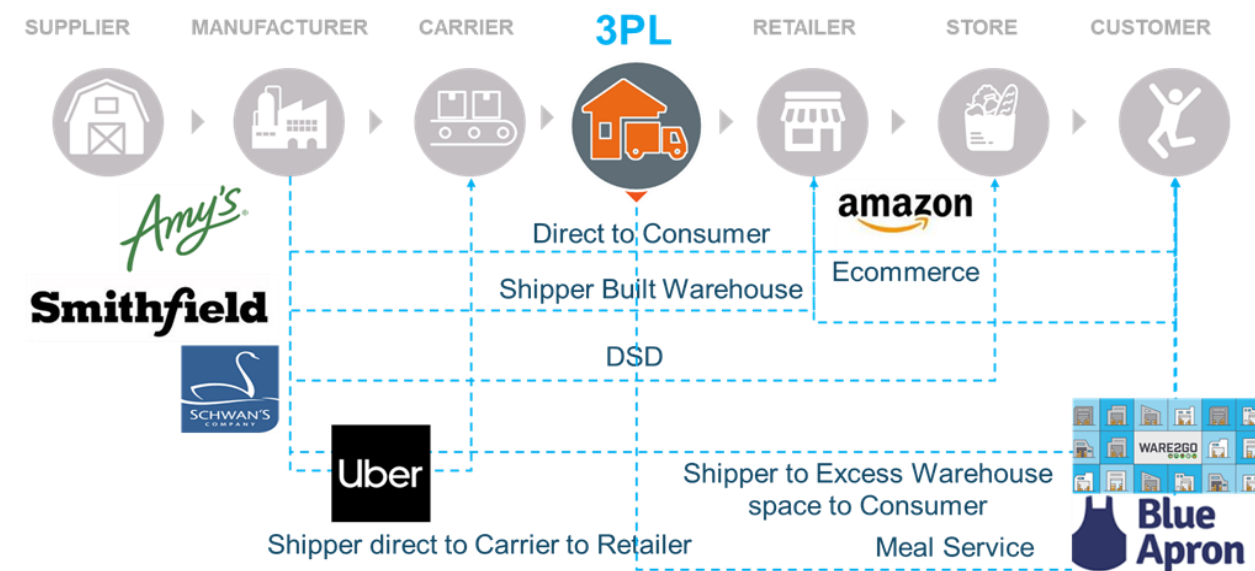 SUPPLIER
MANUFACTURER
CARRIER
3PL
RETAILER
STORE
CUSTOMER
Amy's
amazon
Direct to Consumer
Ecommerce
Smithfield
Shipper Built Warehouse
DSD
SCHWAN'S
COMPANY
Uber
WARE2GO
Shipper to Excess Warehouse
space to Consumer
Blue
Apron
Shipper direct to Carrier to Retailer
Meal Service